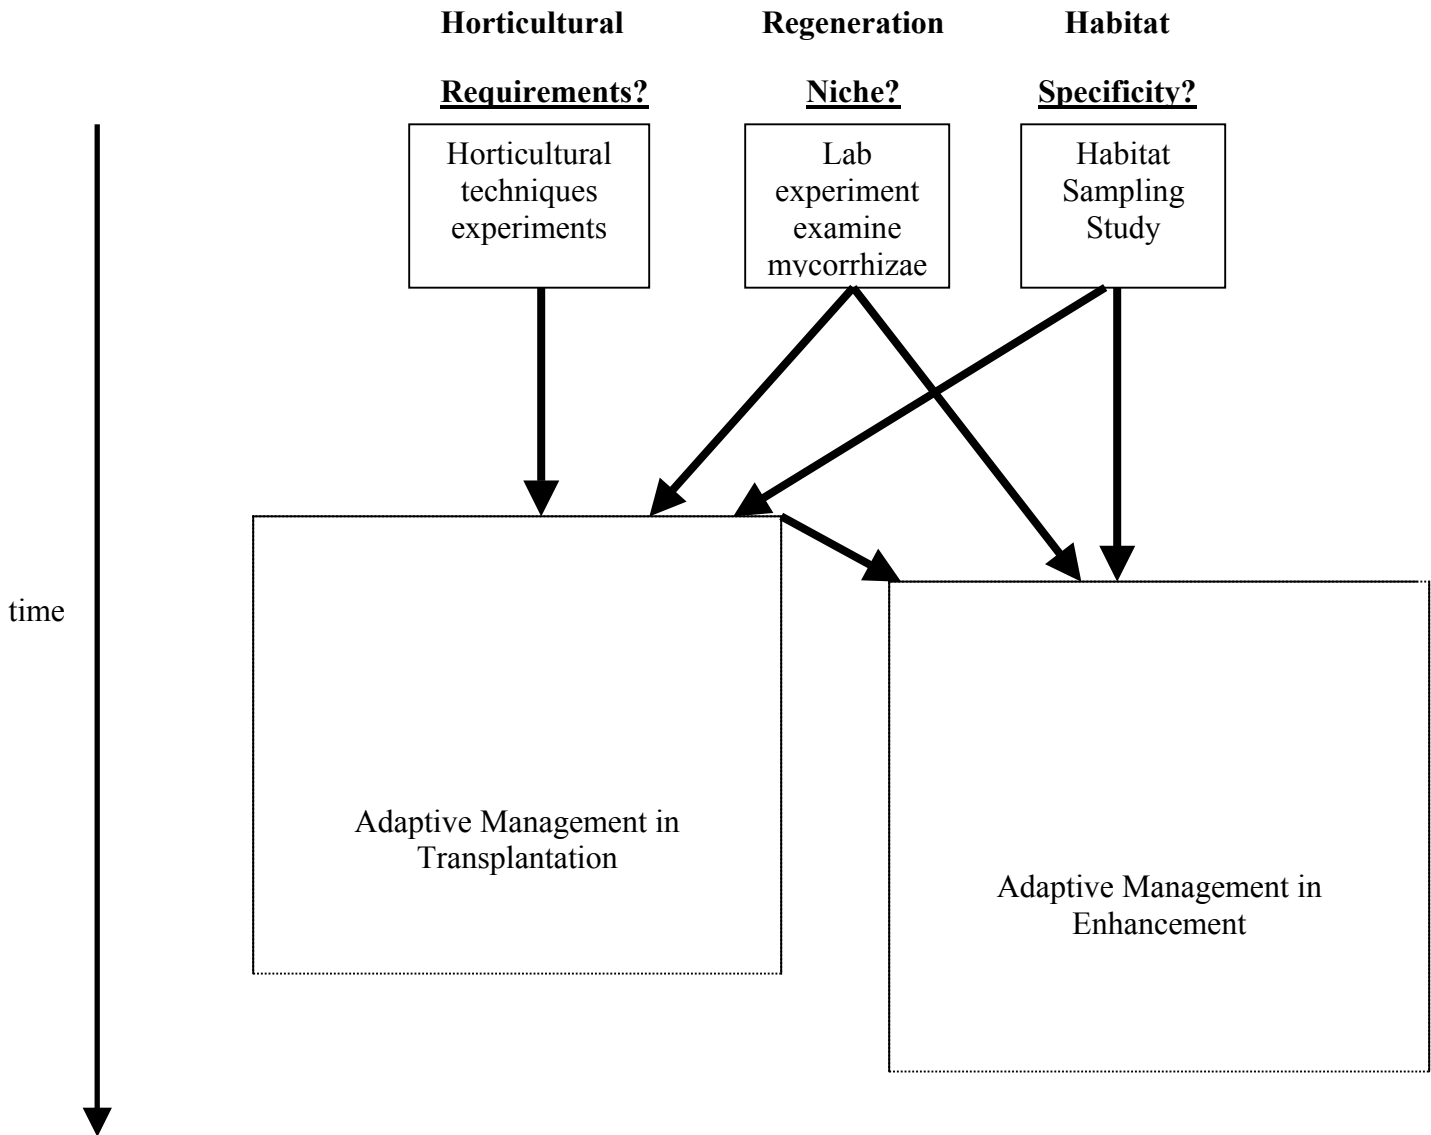 Horticultural
Requirements?
Regeneration
Niche?
Habitat
Specificity?
Horticultural
techniques
experiments
Lab
experiment
examine
mycorrhizae
Habitat
Sampling
Study
time
Adaptive Management in
Transplantation
Adaptive Management in
Enhancement